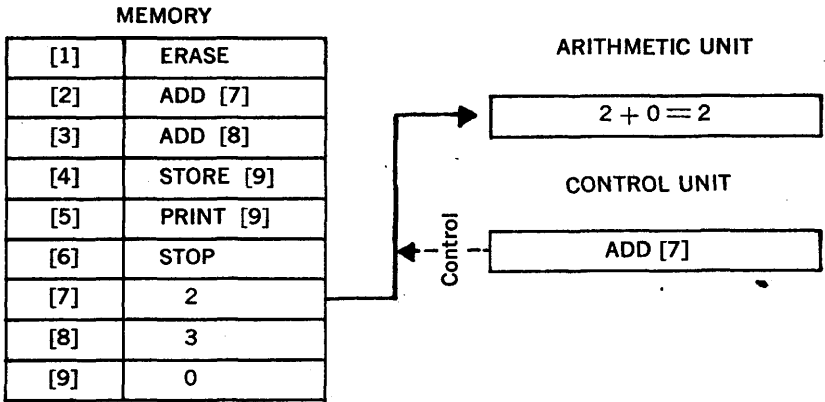 MEMORY
[1] ERASE
[2] ADD [7]
[3] ADD [8]
[4] STORE [9]
[5] PRINT [9]
[6] STOP
[7] 2
[8] 3
[9] 0
ARITHMETIC UNIT
2 + 0 = 2
CONTROL UNIT
Control
ADD [7]